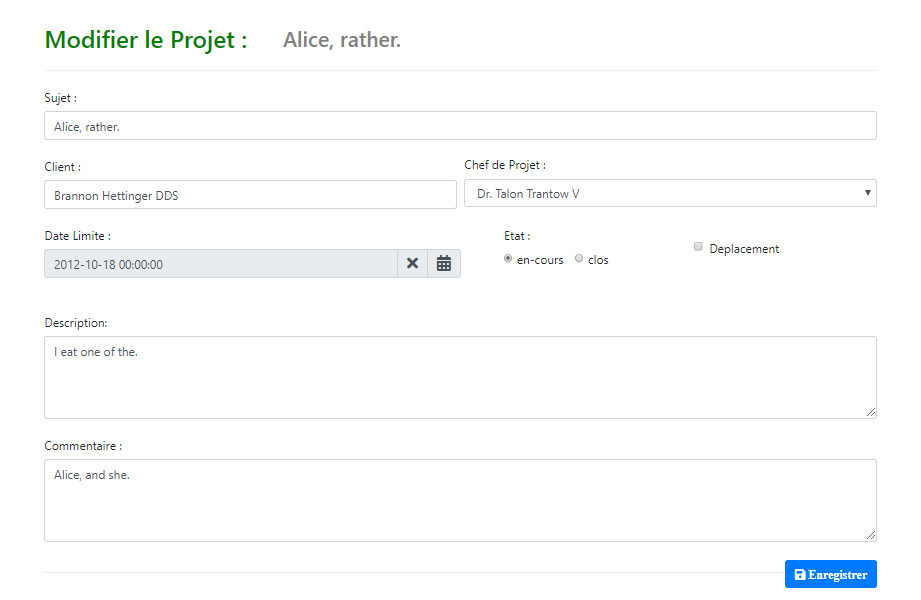 Modifier le Projet : Alice, rather.
Sujet :
Alice, rather.
Client :
Chef de Projet :
Brannon Hettinger DDS
Dr. Talon Trantow V
Date Limite :
Etat :
Deplacement
2012-10-18 00:00:00
en-cours
clos
Description:
I eat one of the.
Commentaire :
Alice, and she.
Enregistrer